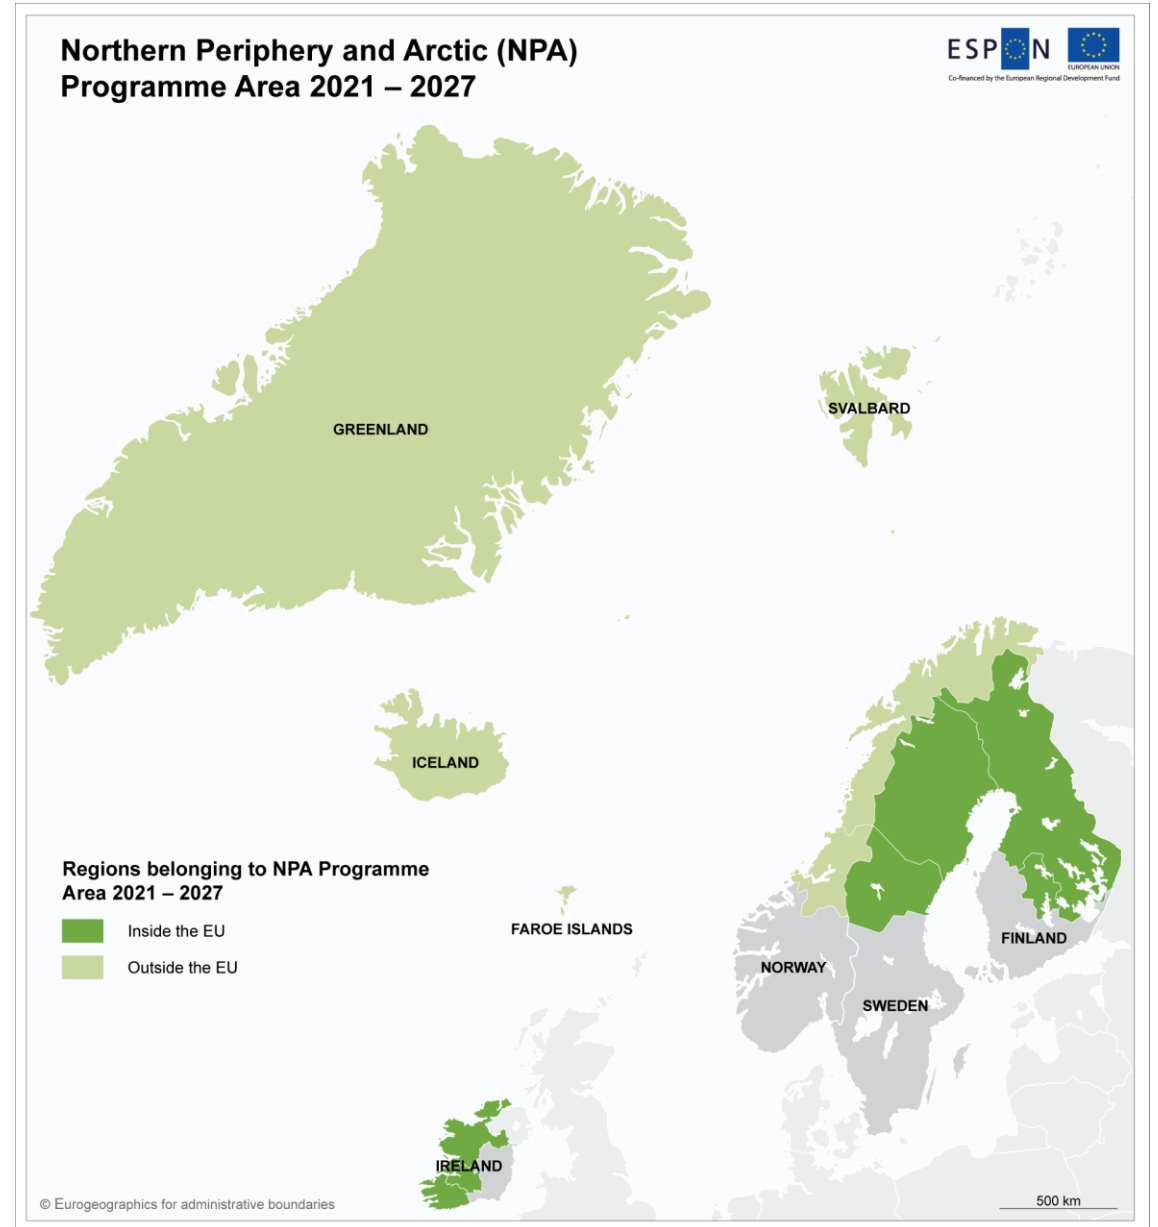 Northern Periphery and Arctic (NPA)
Programme Area 2021 – 2027
ESPON
EUROPEAN UNION
Co-financed by the European Regional Development Fund
GREENLAND
SVALBARD
ICELAND
Regions belonging to NPA Programme
Area 2021 – 2027
Inside the EU
Outside the EU
FAROE ISLANDS
FINLAND
NORWAY
SWEDEN
IRELAND
© Eurogeographics for administrative boundaries
500 km